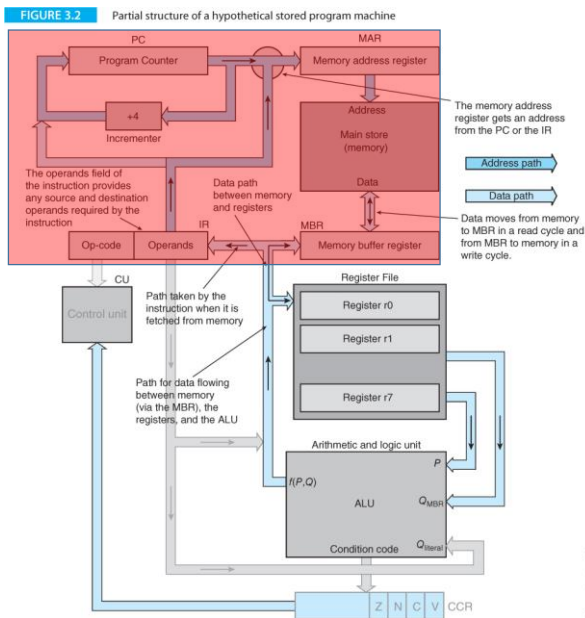 FIGURE 3.2
Partial structure of a hypothetical stored program machine
PC
MAR
Program Counter
Memory address register
+4
Incrementer
Address
Main store
(memory)
Data
The memory address
register gets an address
from the PC or the IR
Address path
Data path
The operands field of
the instruction provides
any source and destination
operands required by the
instruction
Data path
between memory
and registers
IR
MBR
Op-code
Operands
Memory buffer register
Data moves from memory
to MBR in a read cycle and
from MBR to memory in a
write cycle.
CU
Control unit
Path taken by the
instruction when it is
fetched from memory
Register File
Register r0
Register r1
Register r7
Path for data flowing
between memory
(via the MBR), the
registers, and the ALU
Arithmetic and logic unit
P
f(P,Q)
ALU
QMBR
Qliteral
Condition code
Z N C V CCR